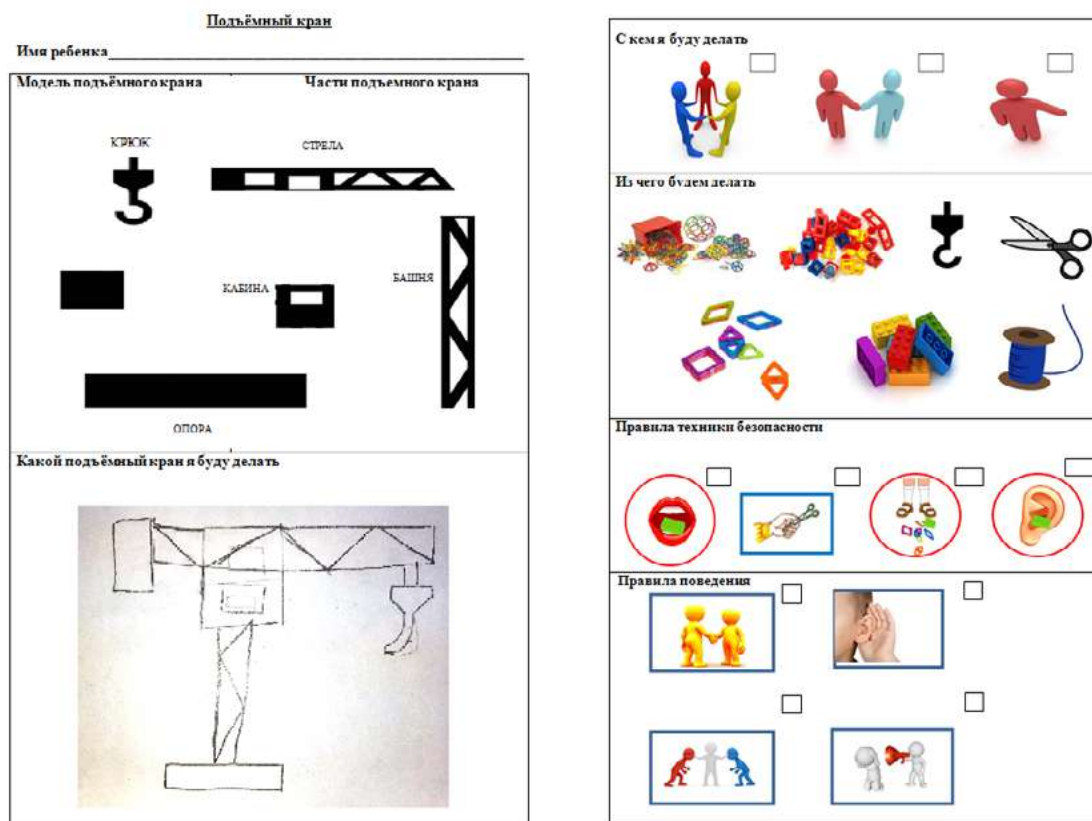 Подъёмный кран
Имя ребенка
Модель подъёмного крана
Части подъемного крана
КРЮК
СТРЕЛА
КАБИНА
БАШНЯ
ОПОРА
Какой подъёмный кран я буду делать
С кем я буду делать
Из чего будем делать
Правила техники безопасности
Правила поведения